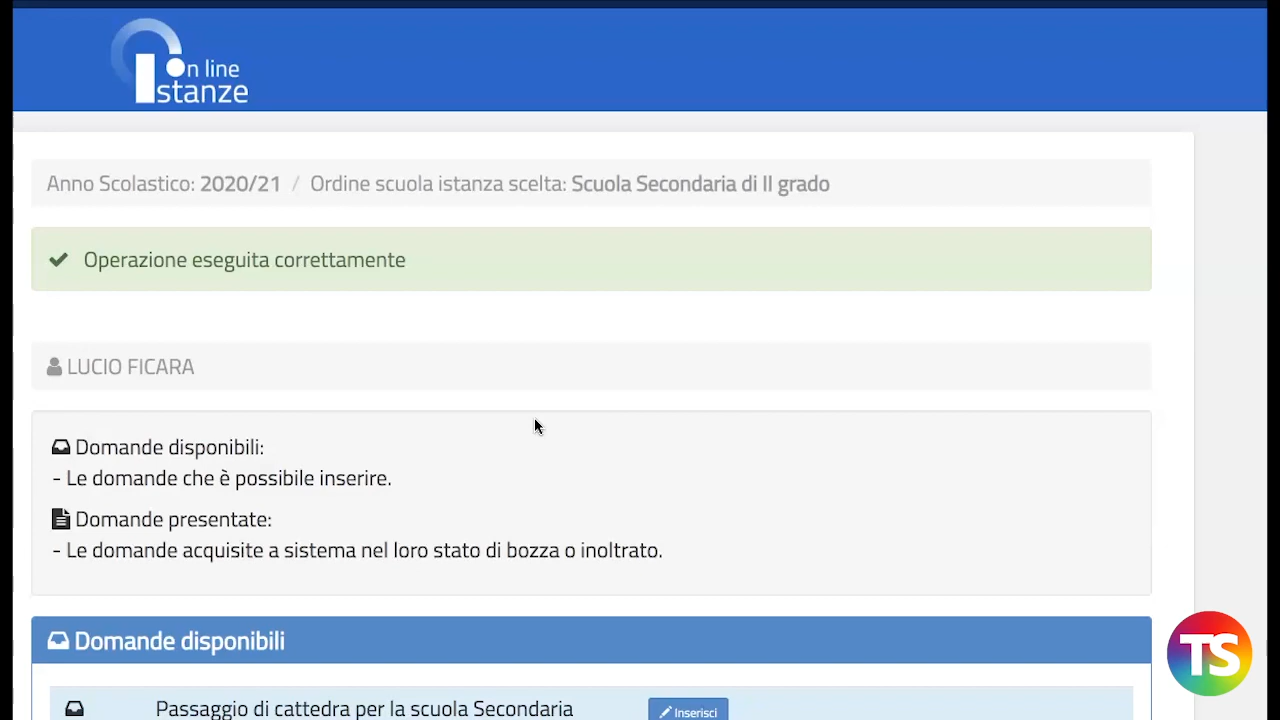 On line
Istanze
Anno Scolastico: 2020/21 / Ordine scuola istanza scelta: Scuola Secondaria di II grado
Operazione eseguita correttamente
LUCIO FICARA
Domande disponibili:
- Le domande che è possibile inserire.
Domande presentate:
- Le domande acquisite a sistema nel loro stato di bozza o inoltrato.
Domande disponibili
Passaggio di cattedra per la scuola Secondaria Inserisci
TS